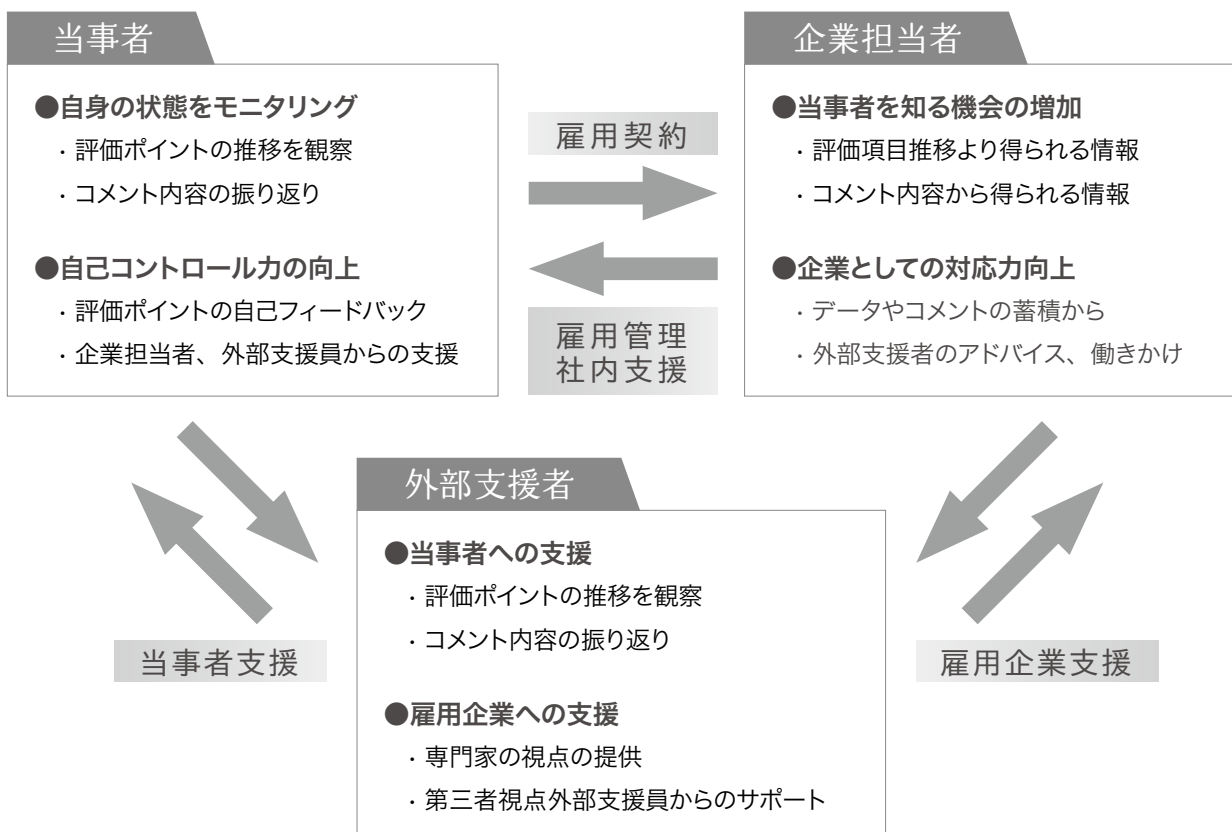 当事者
●自身の状態をモニタリング
・評価ポイントの推移を観察
・コメント内容の振り返り
●自己コントロール力の向上
・評価ポイントの自己フィードバック
・企業担当者、外部支援員からの支援
雇用契約
雇用管理
社内支援
企業担当者
●当事者を知る機会の増加
・評価項目推移より得られる情報
・コメント内容から得られる情報
●企業としての対応力向上
・データやコメントの蓄積から
・外部支援者のアドバイス、働きかけ
当事者支援
外部支援者
●当事者への支援
・評価ポイントの推移を観察
・コメント内容の振り返り
●雇用企業への支援
・専門家の視点の提供
・第三者視点外部支援員からのサポート
雇用企業支援